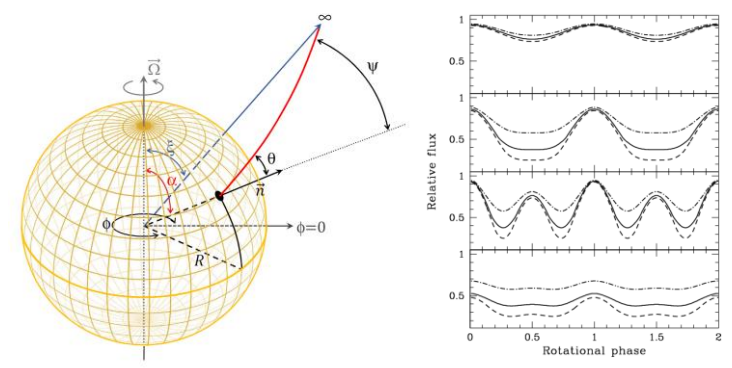 ∞
Ω
ψ
ξ
θ
α
n
ϕ
ϕ=0
R
Relative flux
1
0.5
1
0.5
1
0.5
1
0.5
0 0.5 1 1.5 2
Rotational phase